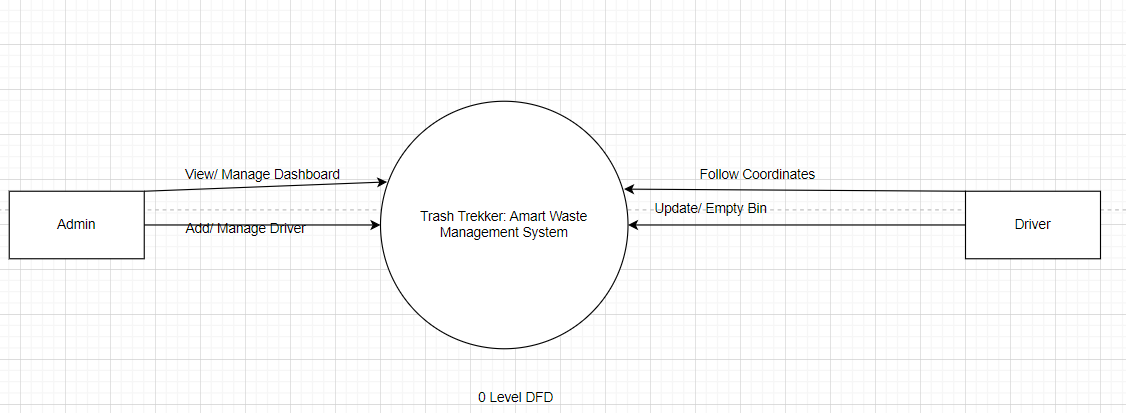 View/ Manage Dashboard
Follow Coordinates
Update/ Empty Bin
Admin
Add/ Manage Driver
Trash Trekker: Amart Waste
Management System
Driver
0 Level DFD